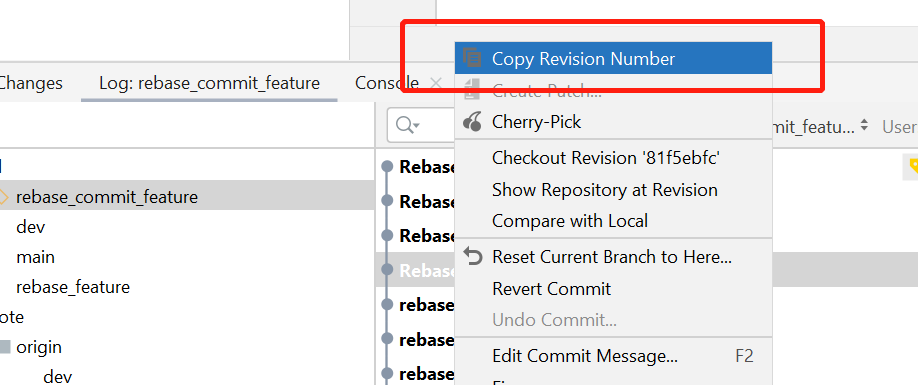 Copy Revision Number
Changes
Log: rebase_commit_feature
Console
Create Patch...
Cherry-Pick
mit_featu...
User
Checkout Revision '81f5ebfc'
Rebase
rebase_commit_feature
Show Repository at Revision
Rebase
dev
Compare with Local
Rebase
main
Reset Current Branch to Here...
Rebase
rebase_feature
Revert Commit
rebase
ote
Undo Commit...
rebase
origin
Edit Commit Message...
F2
rebase
dev